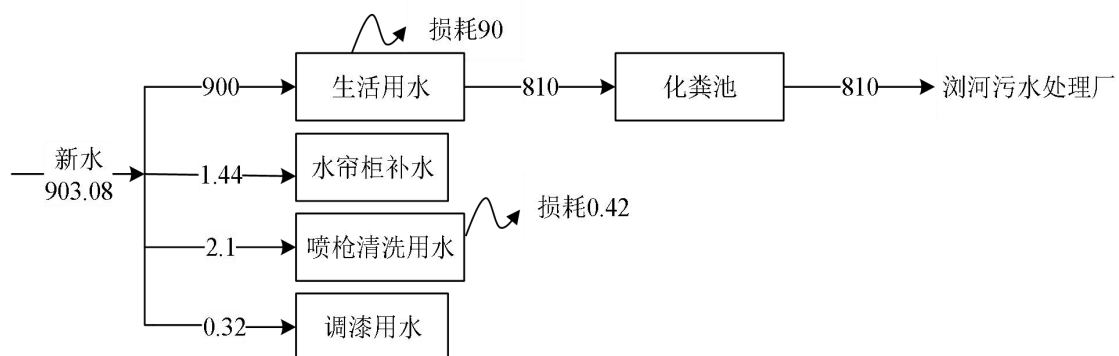 损耗90
900
生活用水
810
化粪池
810
浏河污水处理厂
新水
903.08
1.44
水帘柜补水
损耗0.42
2.1
喷枪清洗用水
0.32
调漆用水